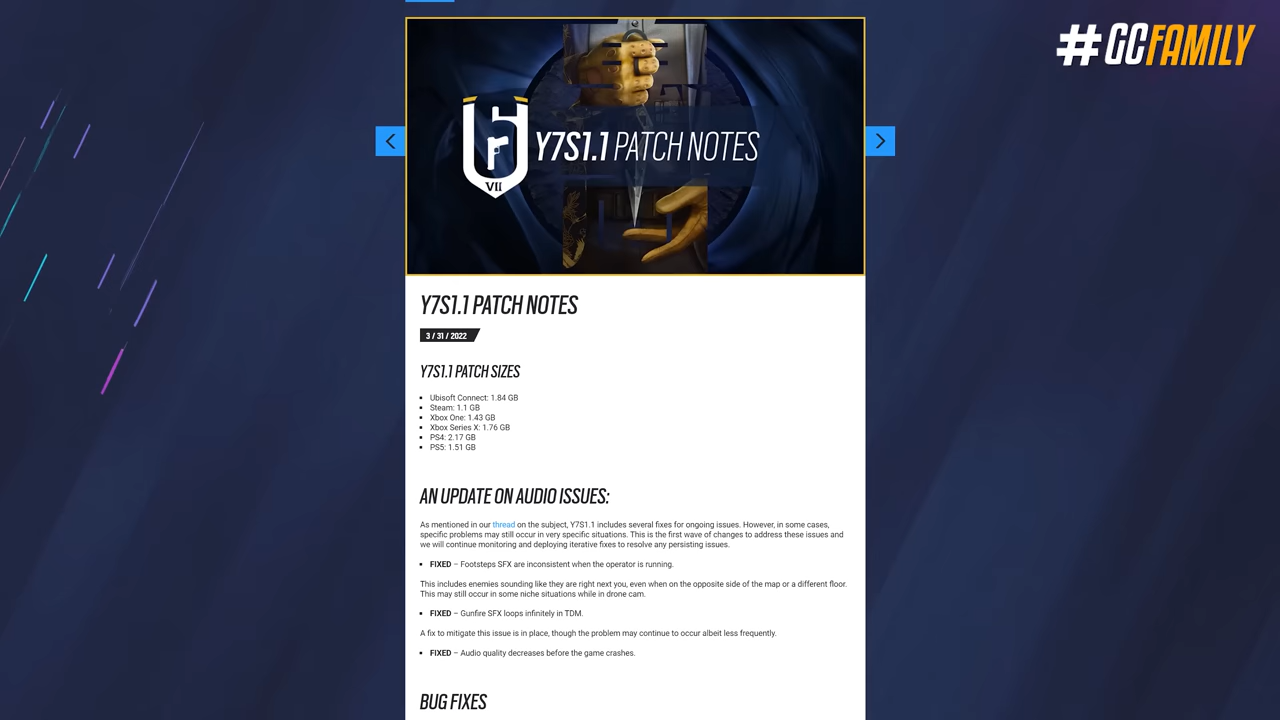 #GCFAMILY
Y7S1.1 PATCH NOTES
VII
Y7S1.1 PATCH NOTES
3 / 31 / 2022
Y7S1.1 PATCH SIZES
▪ Ubisoft Connect: 1.84 GB
▪ Steam: 1.1 GB
▪ Xbox One: 1.43 GB
▪ Xbox Series X: 1.76 GB
▪ PS4: 2.17 GB
▪ PS5: 1.51 GB
AN UPDATE ON AUDIO ISSUES:
As mentioned in our thread on the subject, Y7S1.1 includes several fixes for ongoing issues. However, in some cases,
specific problems may still occur in very specific situations. This is the first wave of changes to address these issues and
we will continue monitoring and deploying iterative fixes to resolve any persisting issues.
▪ FIXED – Footsteps SFX are inconsistent when the operator is running.
This includes enemies sounding like they are right next you, even when on the opposite side of the map or a different floor.
This may still occur in some niche situations while in drone cam.
▪ FIXED – Gunfire SFX loops infinitely in TDM.
A fix to mitigate this issue is in place, though the problem may continue to occur albeit less frequently.
▪ FIXED – Audio quality decreases before the game crashes.
BUG FIXES